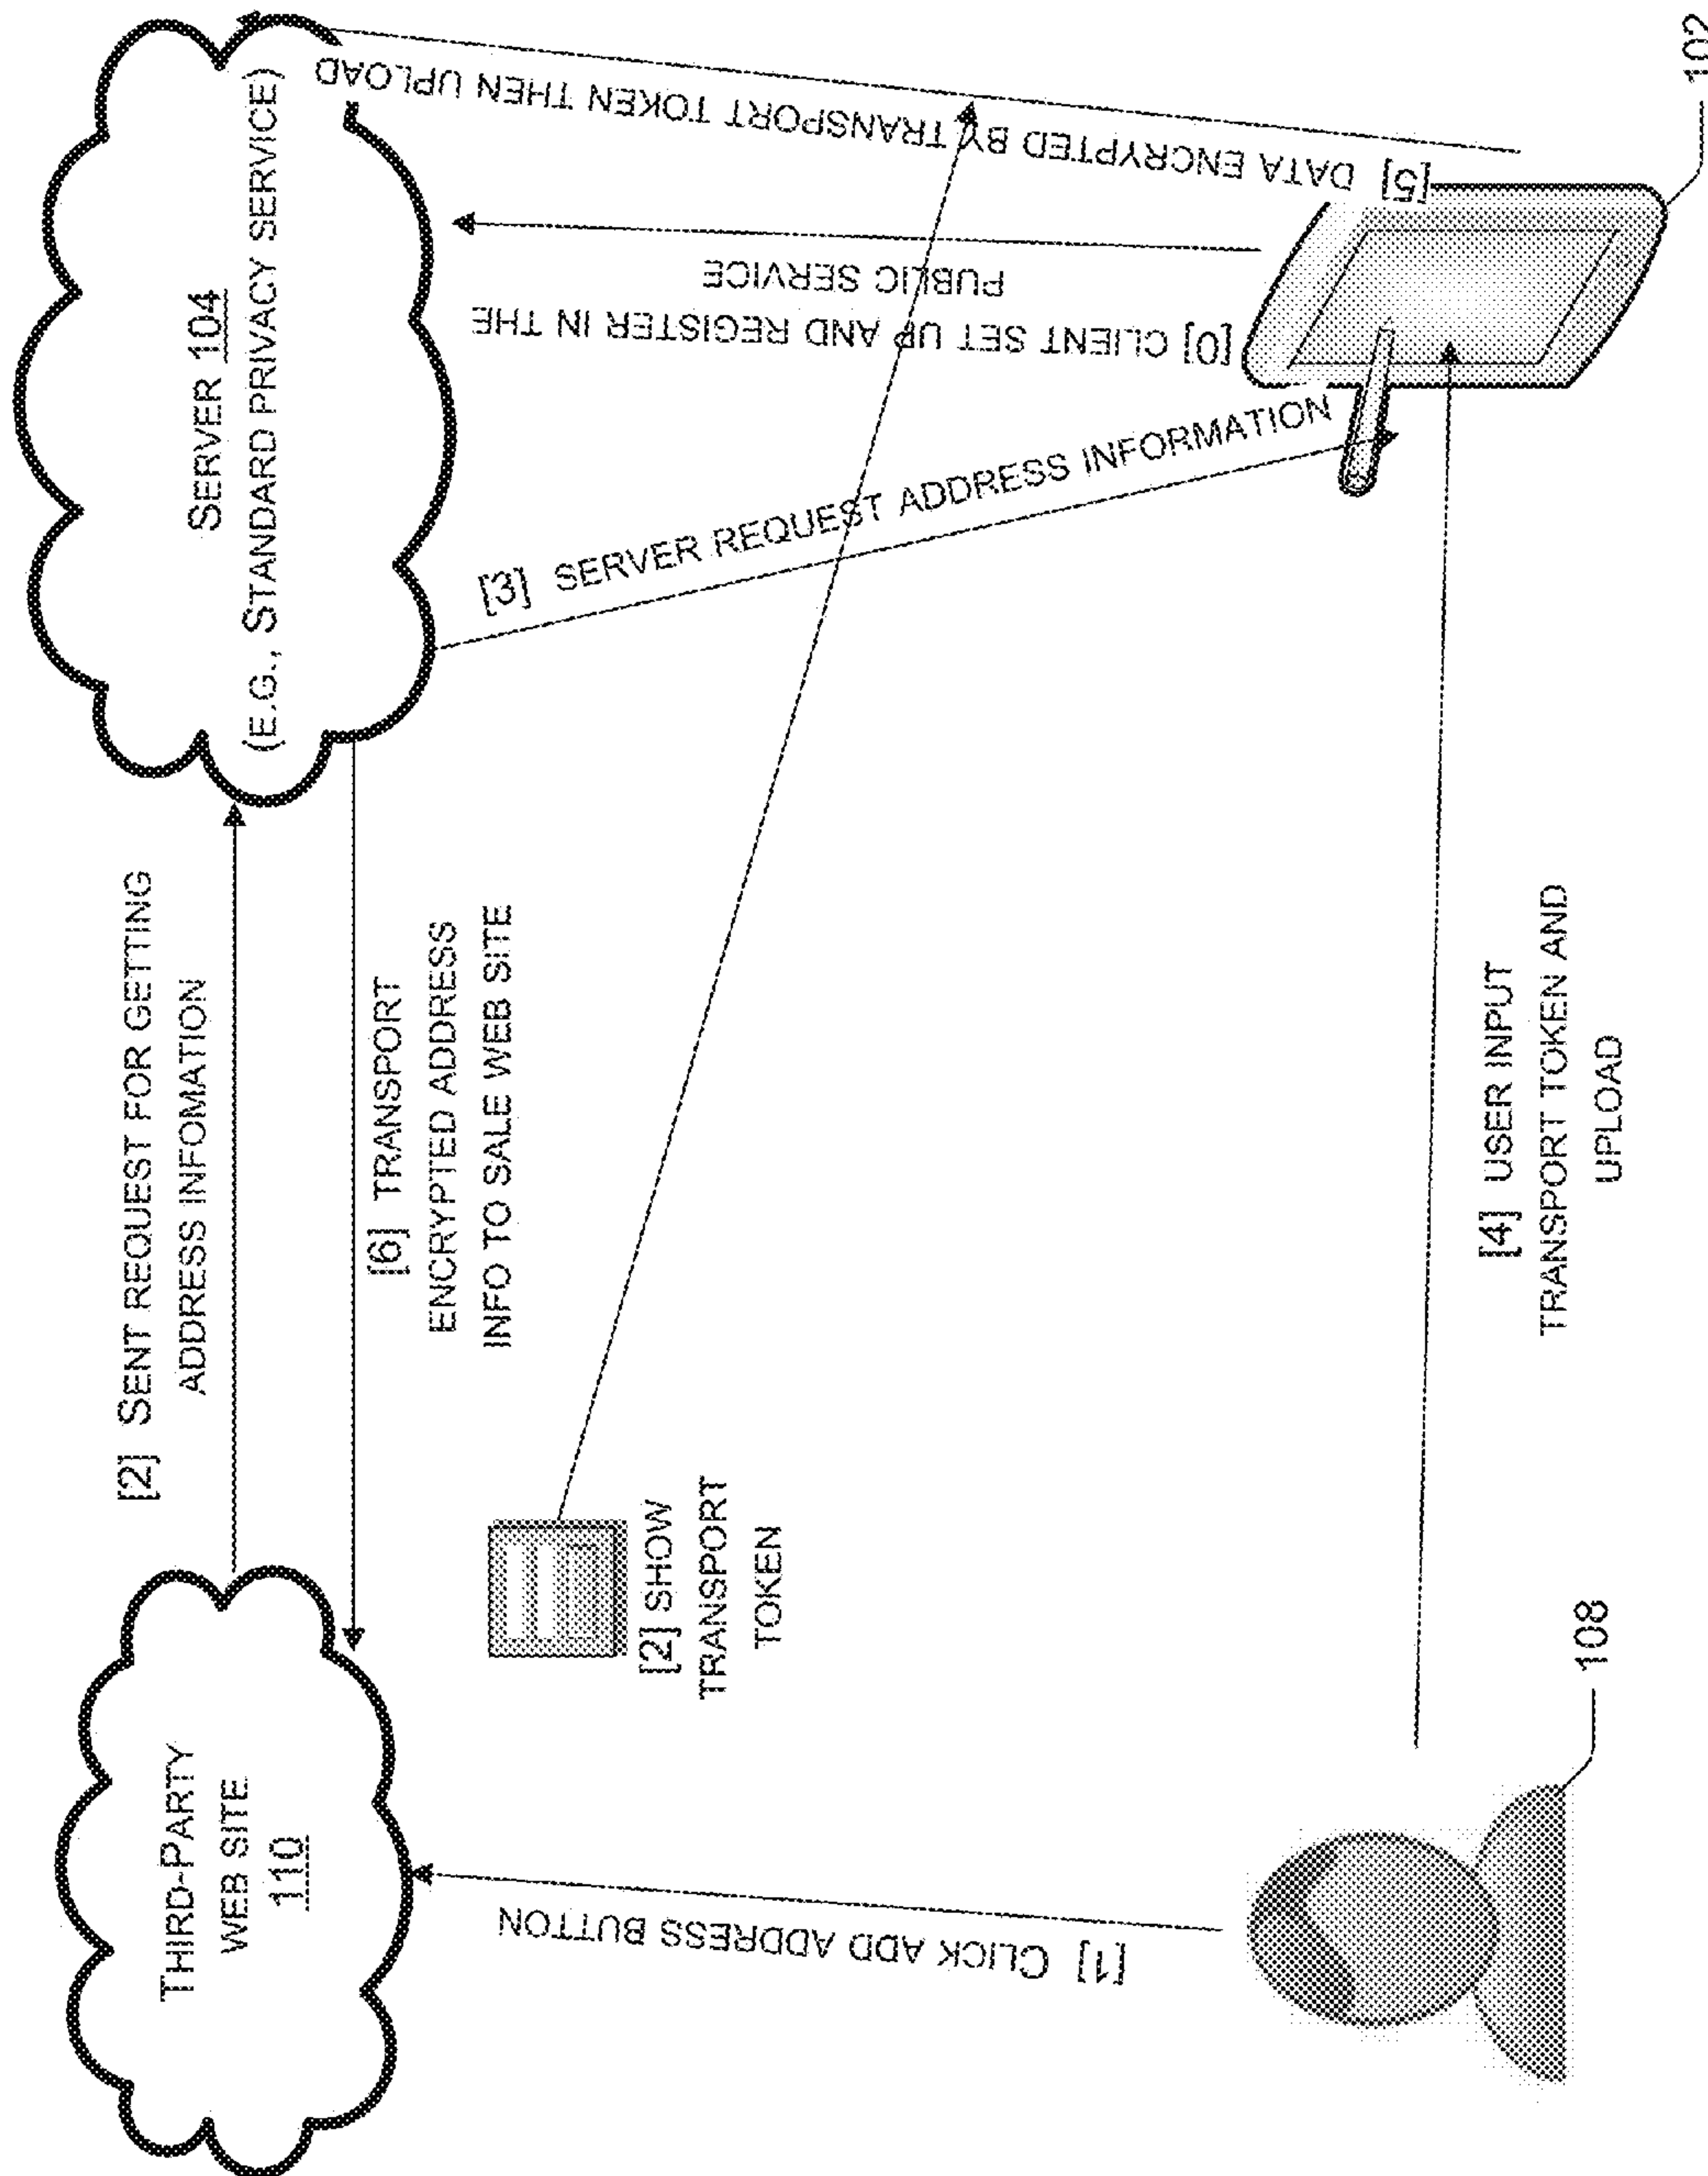 THIRD-PARTY
WEB SITE
110
[2] SENT REQUEST FOR GETTING
ADDRESS INFOMATION
SERVER 104
(E.G., STANDARD PRIVACY SERVICE)
[6] TRANSPORT
ENCRYPTED ADDRESS
INFO TO SALE WEB SITE
[2] SHOW
TRANSPORT
TOKEN
[1] CLICK ADD ADDRESS BUTTON
[3] SERVER REQUEST ADDRESS INFORMATION
[0] CLIENT SET UP AND REGISTER IN THE
PUBLIC SERVICE
[5] DATA ENCRYPTED BY TRANSPORT TOKEN THEN UPLOAD
[4] USER INPUT
TRANSPORT TOKEN AND
UPLOAD
108
102